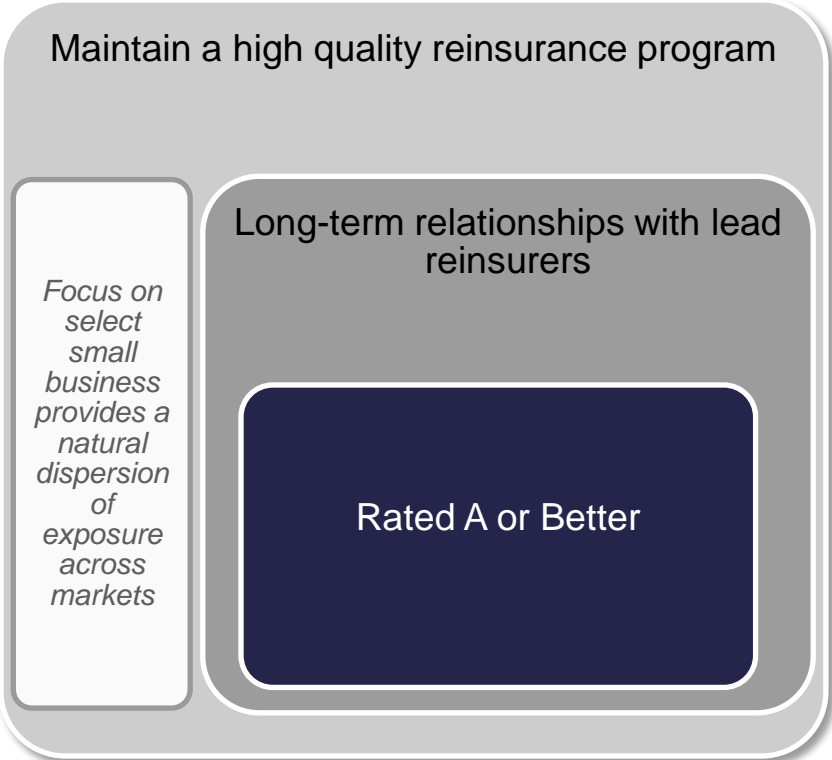 Maintain a high quality reinsurance program
Focus on
select
small
business
provides a
natural
dispersion
of
exposure
across
markets
Long-term relationships with lead
reinsurers
Rated A or Better